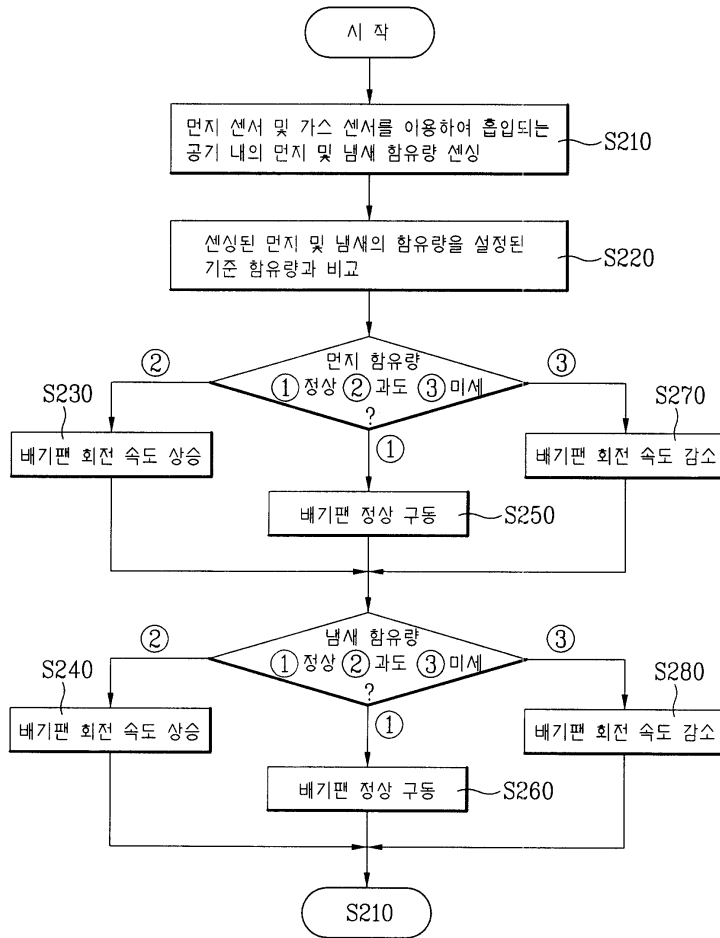 시 작
먼지 센서 및 가스 센서를 이용하여 흡입되는
공기 내의 먼지 및 냄새 함유량 센싱
S210
센싱된 먼지 및 냄새의 함유량을 설정된
기준 함유량과 비교
S220
먼지 함유량
① 정상 ② 과도 ③ 미세
?
②
③
①
S230
배기팬 회전 속도 상승
S270
배기팬 회전 속도 감소
배기팬 정상 구동
S250
냄새 함유량
① 정상 ② 과도 ③ 미세
?
②
③
①
S240
배기팬 회전 속도 상승
S280
배기팬 회전 속도 감소
배기팬 정상 구동
S260
S210